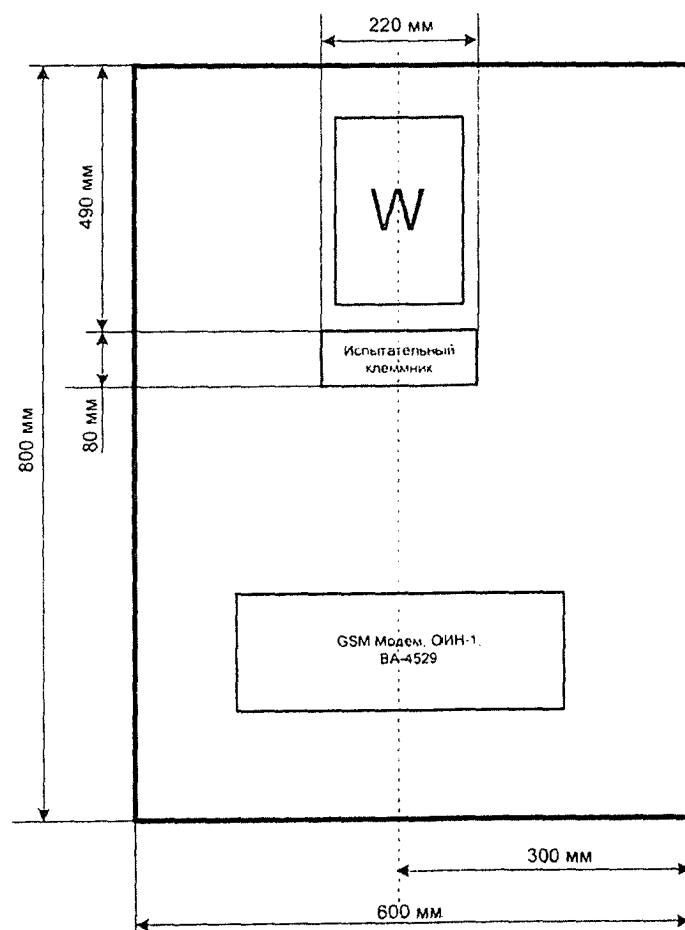 220 мм
490 мм
W
Испытательный
клеммник
80 мм
800 мм
GSM Модем, ОИН-1,
ВА-4529
300 мм
600 мм